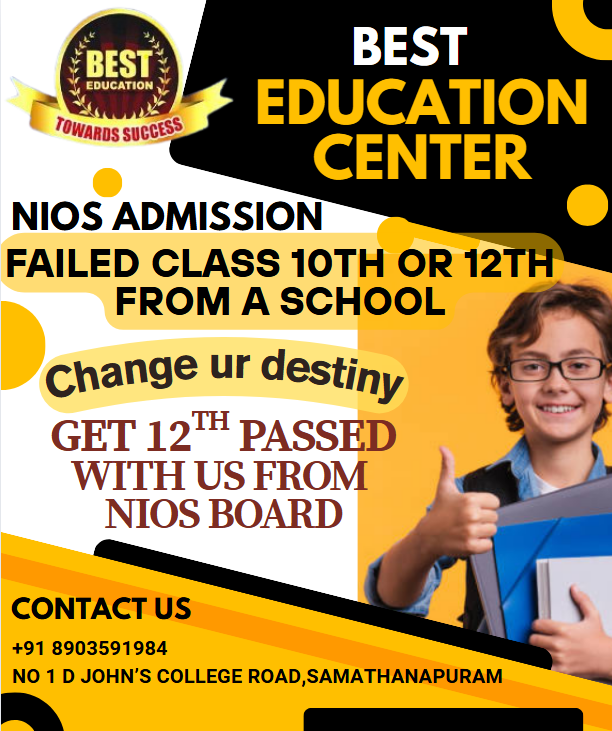 BEST
EDUCATION
TOWARDS SUCCESS
BEST
EDUCATION
CENTER
NIOS ADMISSION
FAILED CLASS 10TH OR 12TH
FROM A SCHOOL
Change ur destiny
GET 12TH PASSED
WITH US FROM
NIOS BOARD
CONTACT US
+91 8903591984
NO 1 D JOHN'S COLLEGE ROAD,SAMATHANAPURAM